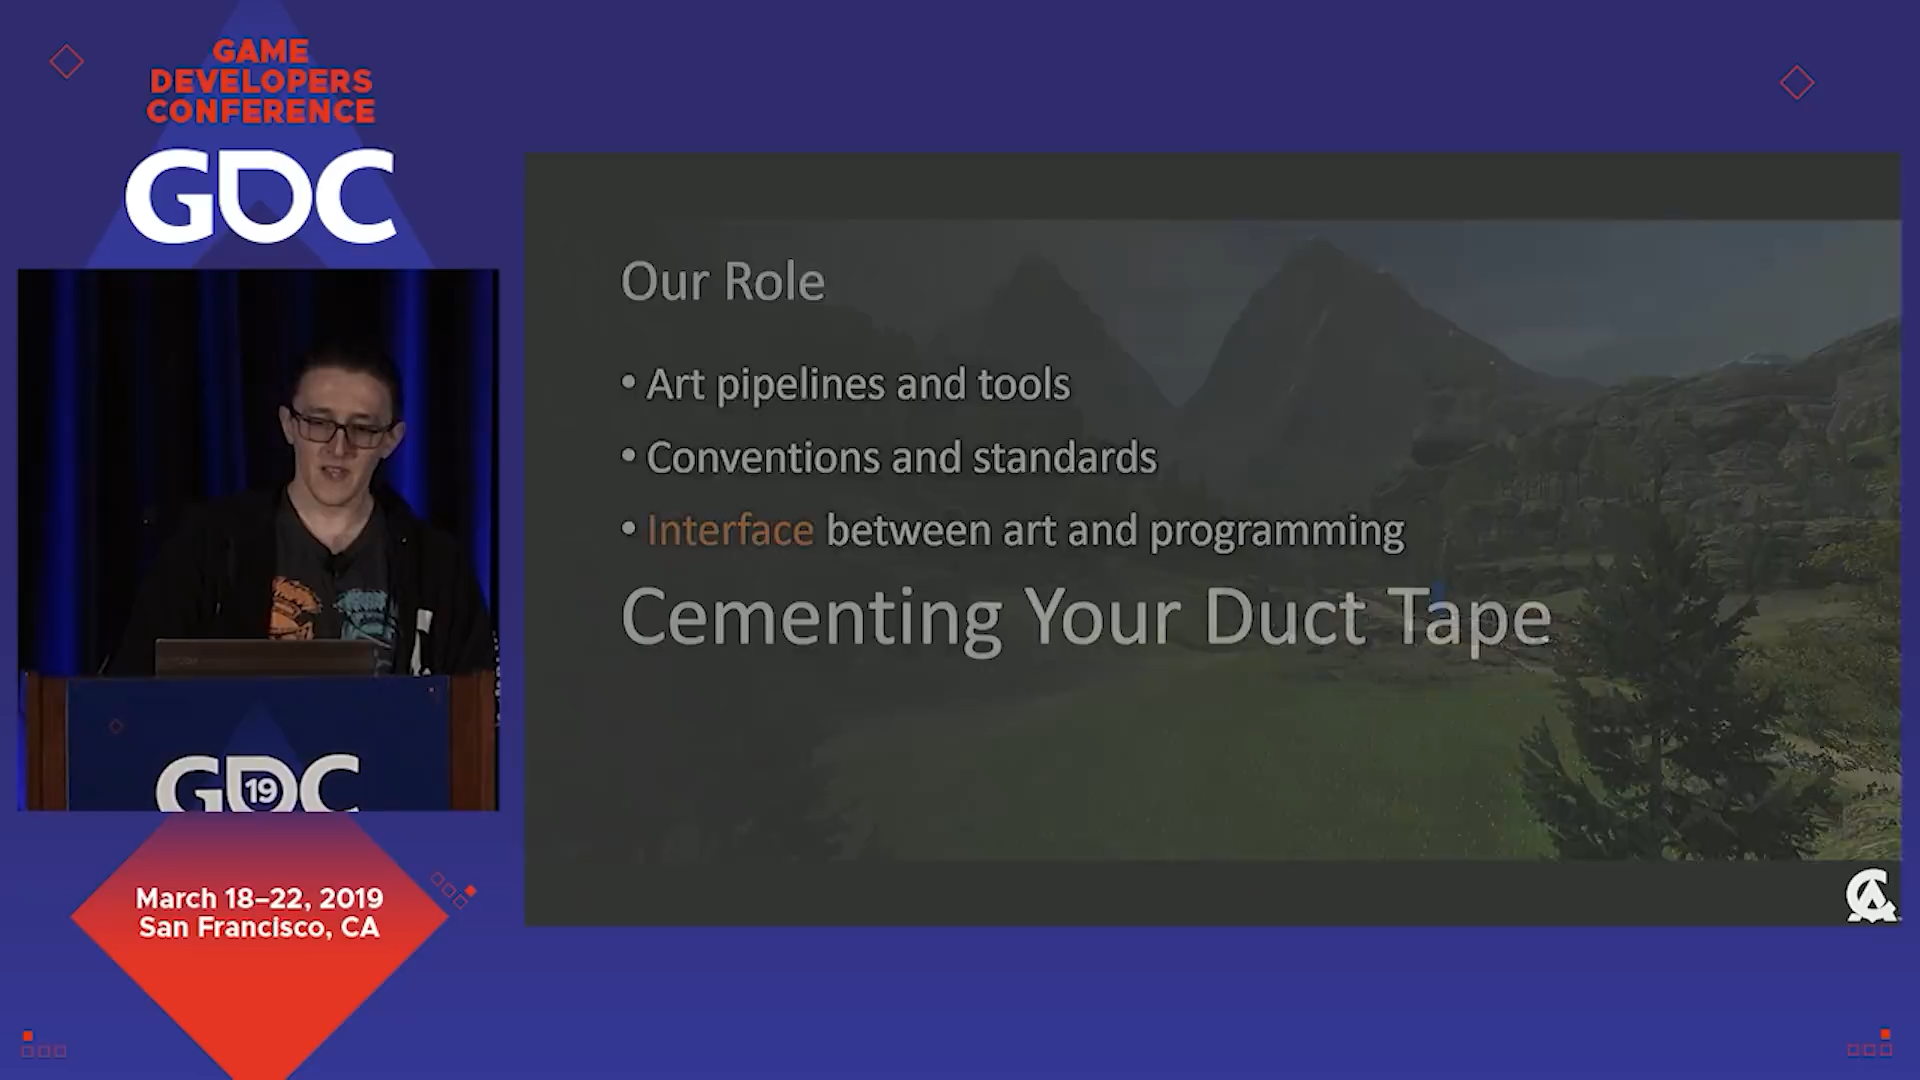 GAME
DEVELOPERS
CONFERENCE
GDC
Our Role
• Art pipelines and tools
• Conventions and standards
• Interface between art and programming
Cementing Your Duct Tape
GDC
19
March 18–22, 2019
San Francisco, CA
CA